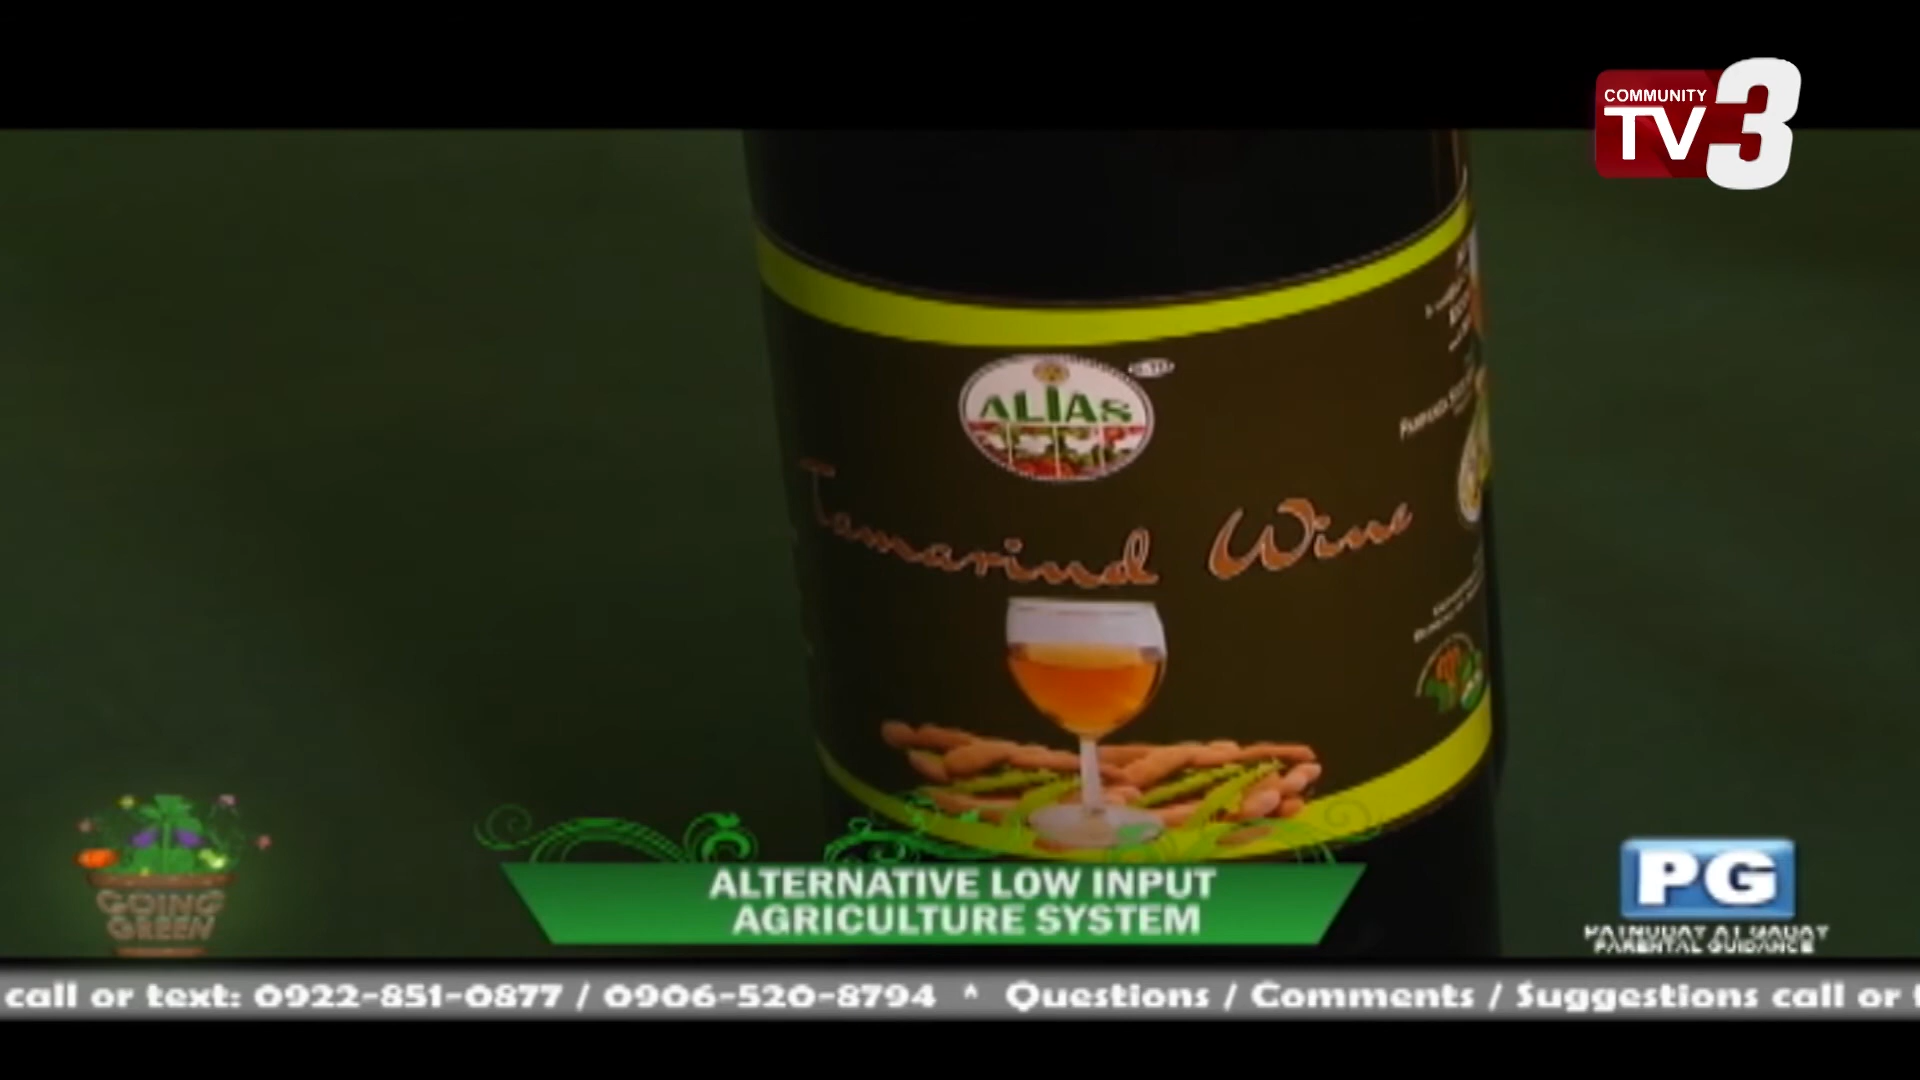 COMMUNITY
TV3
ALIAS
Tamarind Wine
GOING
GREEN
ALTERNATIVE LOW INPUT
AGRICULTURE SYSTEM
PG
PATNUBAY AT GABAY
PARENTAL GUIDANCE
call or text: 0922-851-0877 / 0906-520-8794 * Questions / Comments / Suggestions call or